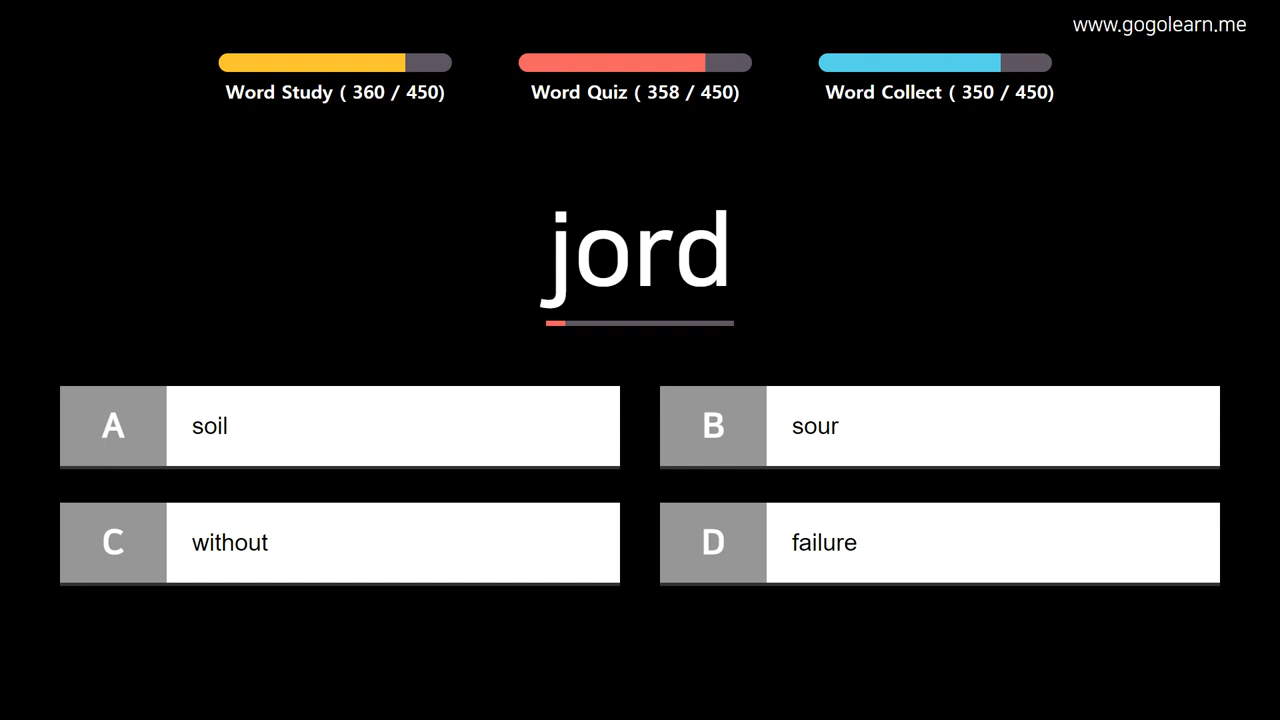 www.gogolearn.me
Word Study ( 360 / 450)
Word Quiz ( 358 / 450)
Word Collect ( 350 / 450)
jord
A soil
B sour
C without
D failure